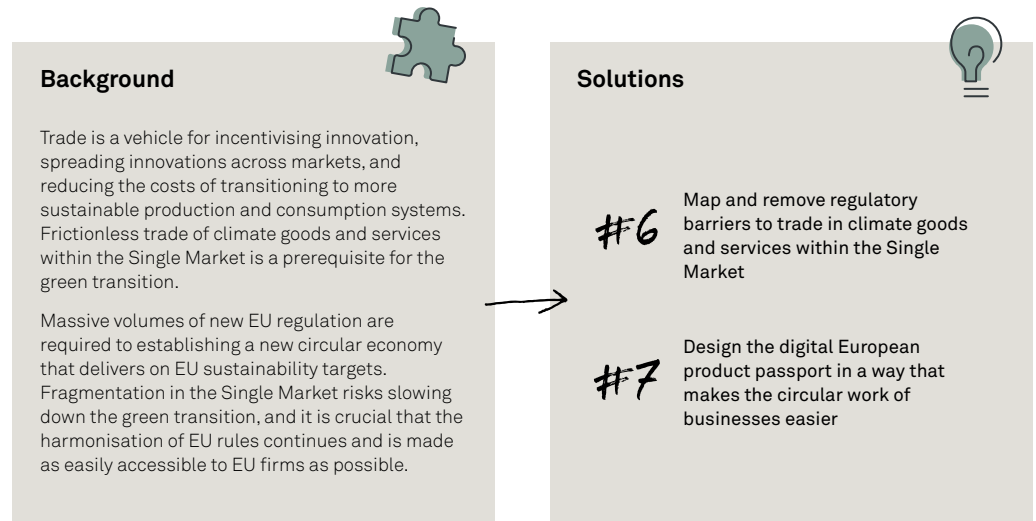 Background
Trade is a vehicle for incentivising innovation,
spreading innovations across markets, and
reducing the costs of transitioning to more
sustainable production and consumption systems.
Frictionless trade of climate goods and services
within the Single Market is a prerequisite for the
green transition.
Massive volumes of new EU regulation are
required to establishing a new circular economy
that delivers on EU sustainability targets.
Fragmentation in the Single Market risks slowing
down the green transition, and it is crucial that the
harmonisation of EU rules continues and is made
as easily accessible to EU firms as possible.
Solutions
#6
Map and remove regulatory
barriers to trade in climate goods
and services within the Single
Market
#7
Design the digital European
product passport in a way that
makes the circular work of
businesses easier